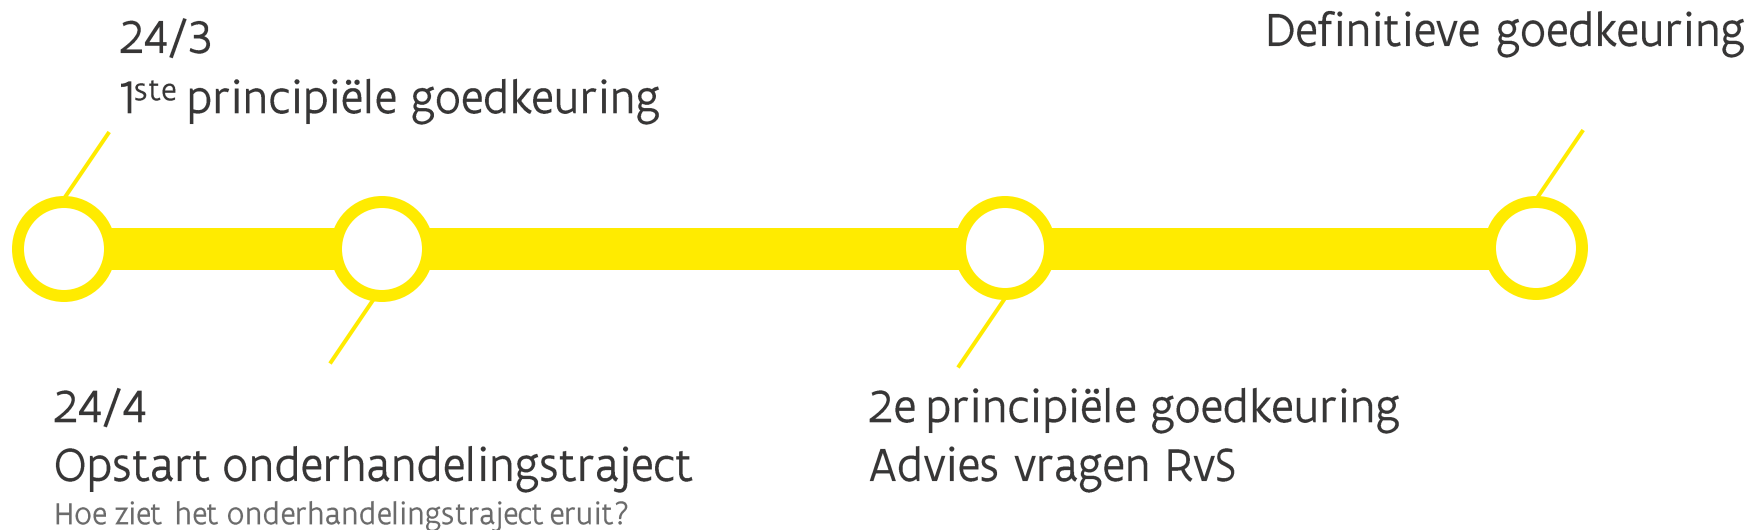 24/3
1ste principiële goedkeuring
Definitieve goedkeuring
24/4
Opstart onderhandelingstraject
Hoe ziet het onderhandelingstraject eruit?
2e principiële goedkeuring
Advies vragen RvS